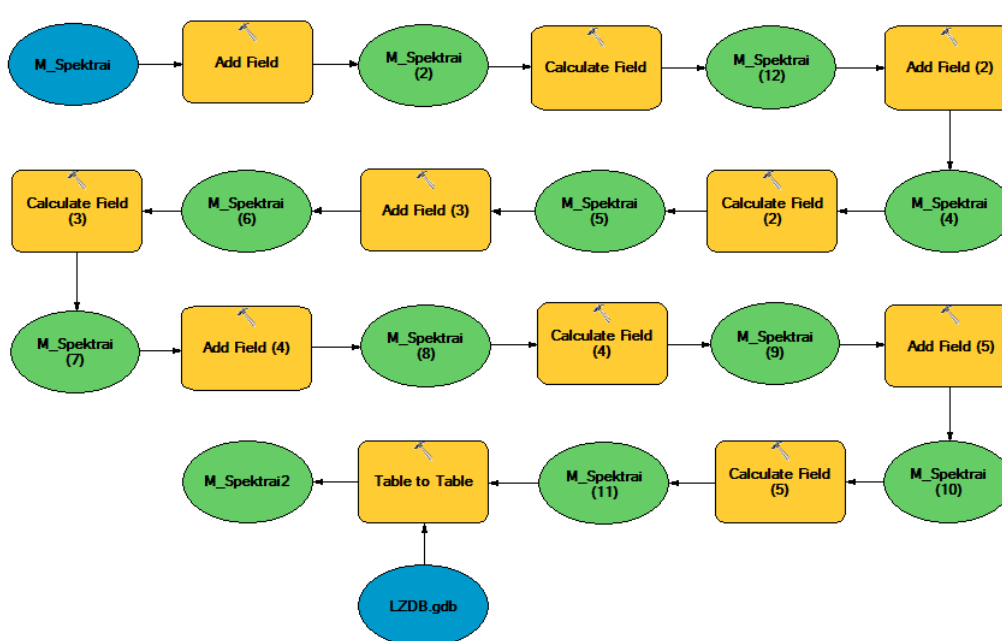 M_Spektrai
Add Field
M_Spektrai
(2)
Calculate Field
M_Spektrai
(12)
Add Field (2)
Calculate Field
(3)
M_Spektrai
(6)
Add Field (3)
M_Spektrai
(5)
Calculate Field
(2)
M_Spektrai
(4)
M_Spektrai
(7)
Add Field (4)
M_Spektrai
(8)
Calculate Field
(4)
M_Spektrai
(9)
Add Field (5)
M_Spektrai2
Table to Table
M_Spektrai
(11)
Calculate Field
(5)
M_Spektrai
(10)
LZDB.gdb